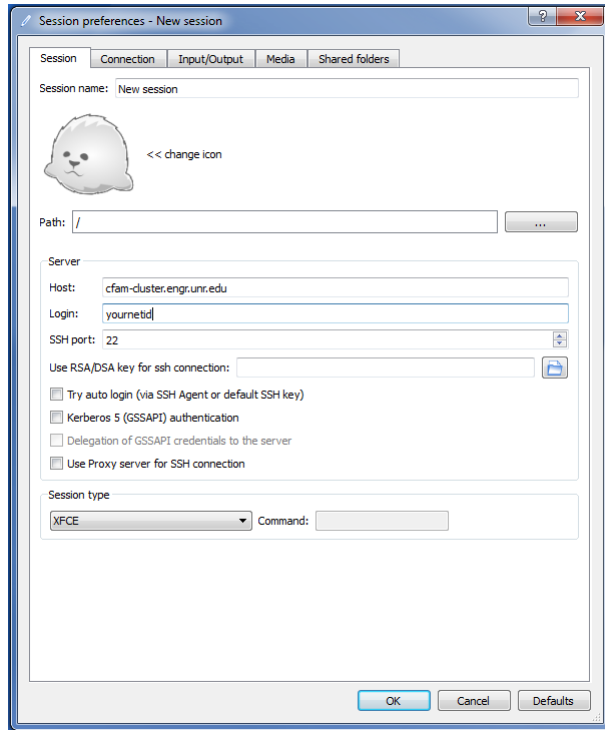 Session preferences - New session
Session Connection Input/Output Media Shared folders
Session name: New session
<< change icon
Path: / ...
Server
Host: cfam-cluster.engr.unr.edu
Login: yournetid
SSH port: 22
Use RSA/DSA key for ssh connection:
Try auto login (via SSH Agent or default SSH key)
Kerberos 5 (GSSAPI) authentication
Delegation of GSSAPI credentials to the server
Use Proxy server for SSH connection
Session type
XFCE Command:
OK Cancel Defaults